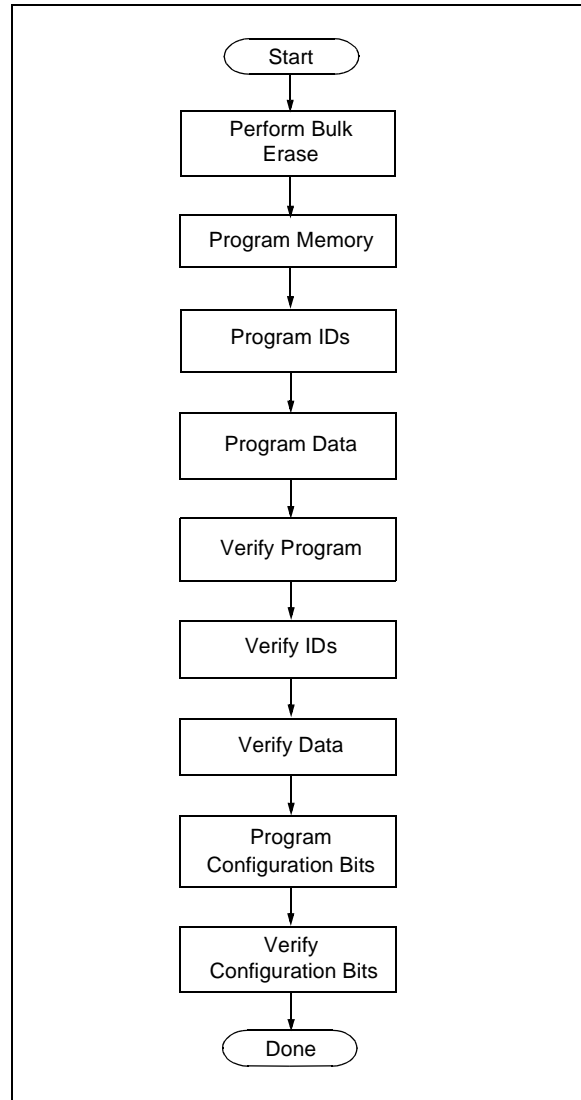 Start
Perform Bulk
Erase
Program Memory
Program IDs
Program Data
Verify Program
Verify IDs
Verify Data
Program
Configuration Bits
Verify
Configuration Bits
Done